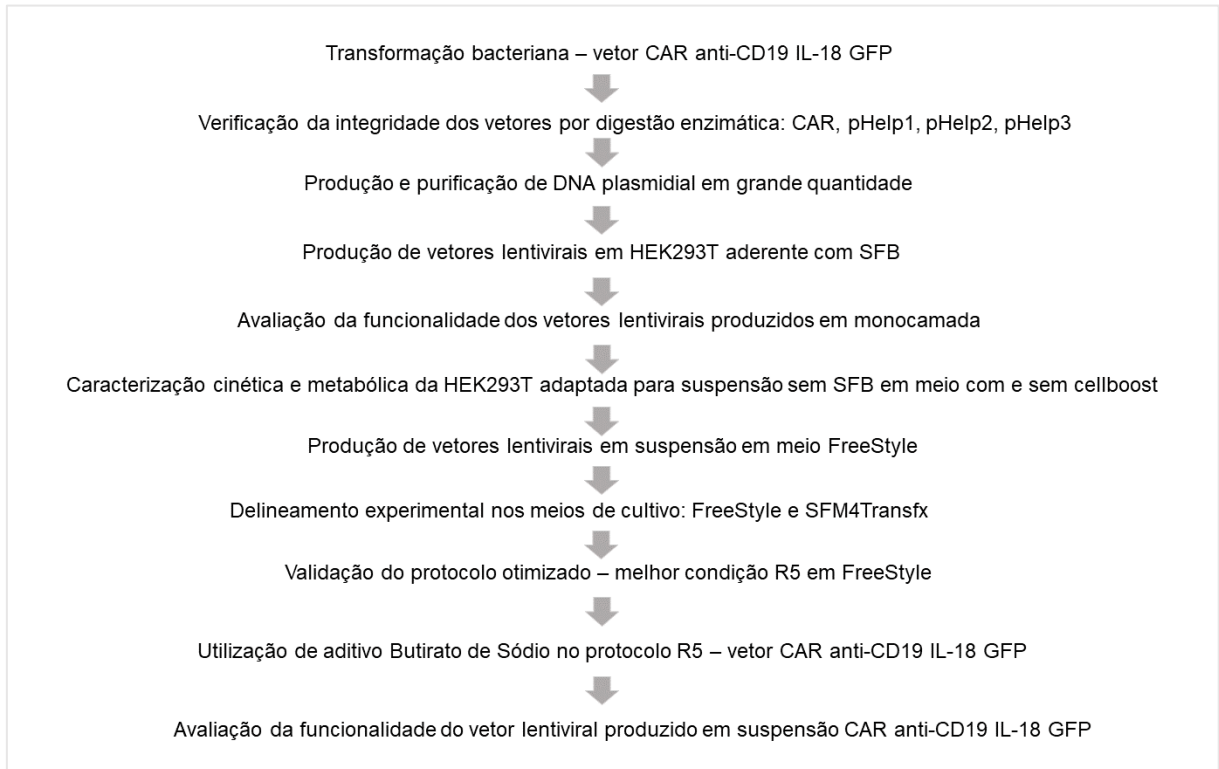 Transformação bacteriana – vetor CAR anti-CD19 IL-18 GFP
Verificação da integridade dos vetores por digestão enzimática: CAR, pHelp1, pHelp2, pHelp3
Produção e purificação de DNA plasmidial em grande quantidade
Produção de vetores lentivirais em HEK293T aderente com SFB
Avaliação da funcionalidade dos vetores lentivirais produzidos em monocamada
Caracterização cinética e metabólica da HEK293T adaptada para suspensão sem SFB em meio com e sem cellboost
Produção de vetores lentivirais em suspensão em meio FreeStyle
Delineamento experimental nos meios de cultivo: FreeStyle e SFM4Transfx
Validação do protocolo otimizado – melhor condição R5 em FreeStyle
Utilização de aditivo Butirato de Sódio no protocolo R5 – vetor CAR anti-CD19 IL-18 GFP
Avaliação da funcionalidade do vetor lentiviral produzido em suspensão CAR anti-CD19 IL-18 GFP